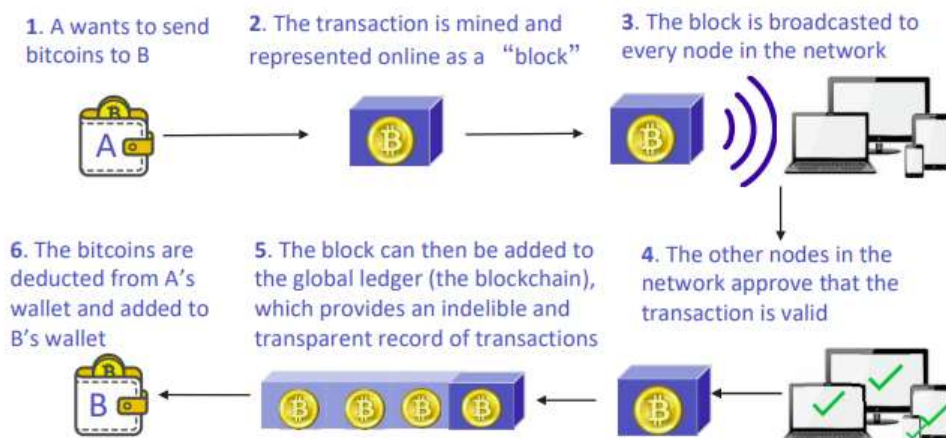 1. A wants to send
bitcoins to B
2. The transaction is mined and
represented online as a “block”
3. The block is broadcasted to
every node in the network
A
4. The other nodes in the
network approve that the
transaction is valid
5. The block can then be added to
the global ledger (the blockchain),
which provides an indelible and
transparent record of transactions
6. The bitcoins are
deducted from A's
wallet and added to
B's wallet
B